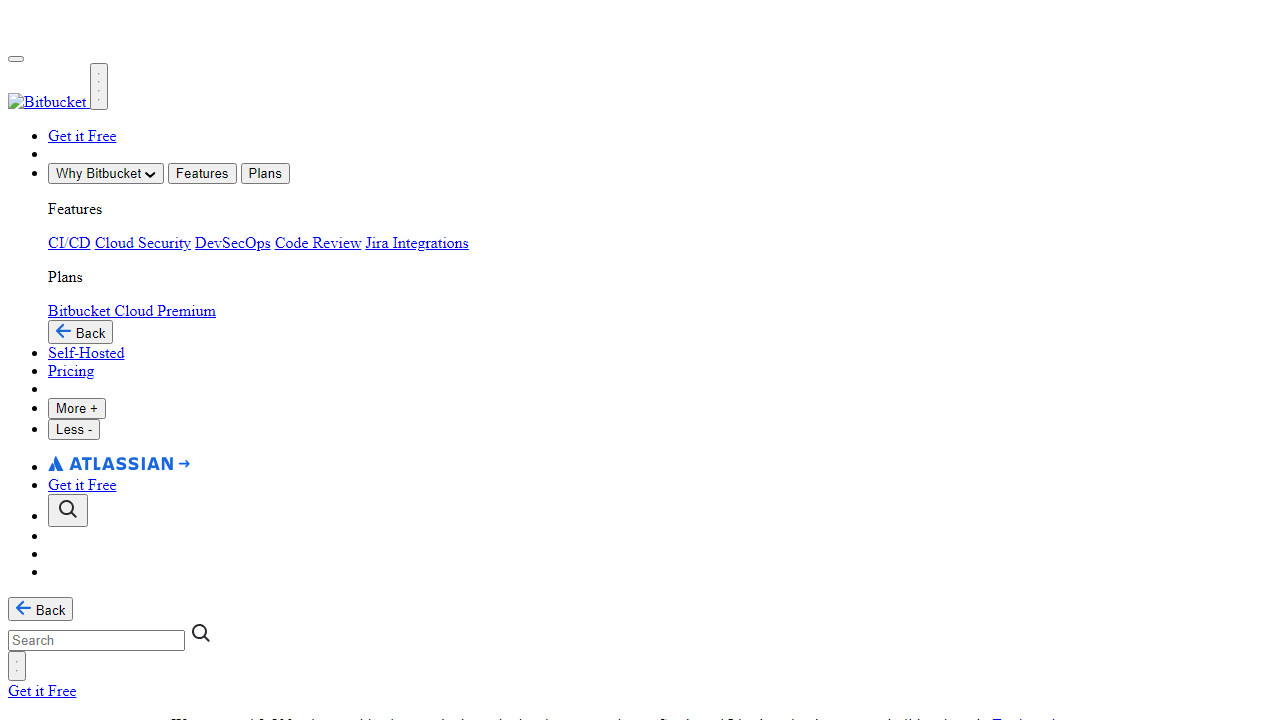 Bitbucket
Get it Free
Why Bitbucket Features Plans
Features
CI/CD Cloud Security DevSecOps Code Review Jira Integrations
Plans
Bitbucket Cloud Premium
Back
Self-Hosted
Pricing
More +
Less -
ATLASSIAN
Get it Free
Back
Search
Get it Free